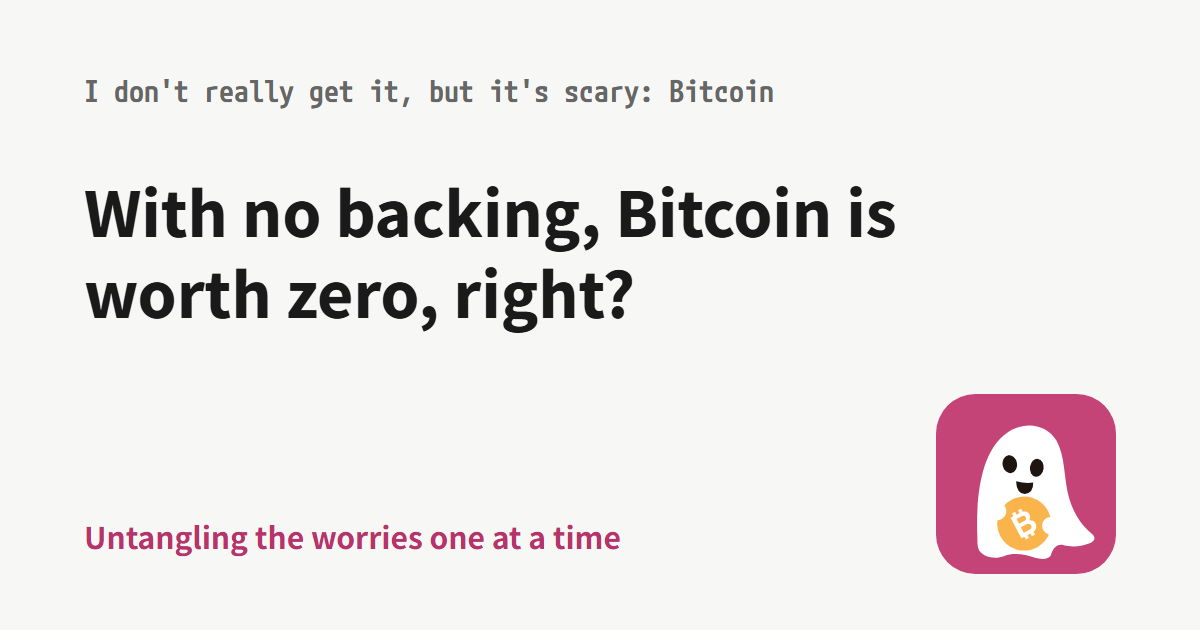 I don't really get it, but it's scary: Bitcoin
With no backing, Bitcoin is
worth zero, right?
Untangling the worries one at a time